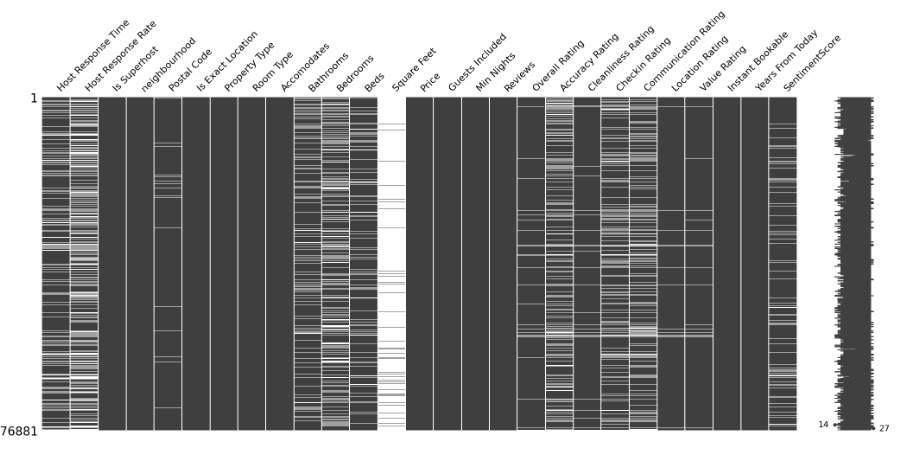 Host Response Time
Host Response Rate
Is Superhost
neighbourhood
Postal Code
Is Exact Location
Property Type
Room Type
Accomodates
Bathrooms
Bedrooms
Beds
Square Feet
Price
Guests Included
Min Nights
Reviews
Overall Rating
Accuracy Rating
Cleanliness Rating
Checkin Rating
Communication Rating
Location Rating
Value Rating
Instant Bookable
Years From Today
SentimentScore
1
76881
14
27